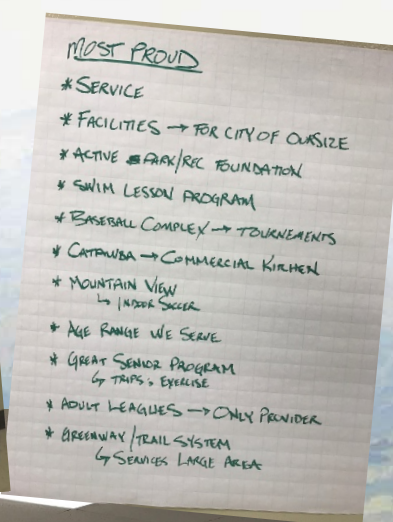 MOST PROUD
* SERVICE
* FACILITIES → FOR CITY OF OUR SIZE
* ACTIVE PARK/REC FOUNDATION
* SWIM LESSON PROGRAM
* BASEBALL COMPLEX → TOURNEMENTS
* CATAWBA → COMMERCIAL KITCHEN
* MOUNTAIN VIEW
↳ INDOOR SOCCER
* AGE RANGE WE SERVE
* GREAT SENIOR PROGRAM
↳ TRIPS & EXERCISE
* ADULT LEAGUES → ONLY PROVIDER
* GREENWAY/TRAIL SYSTEM
↳ SERVICES LARGE AREA